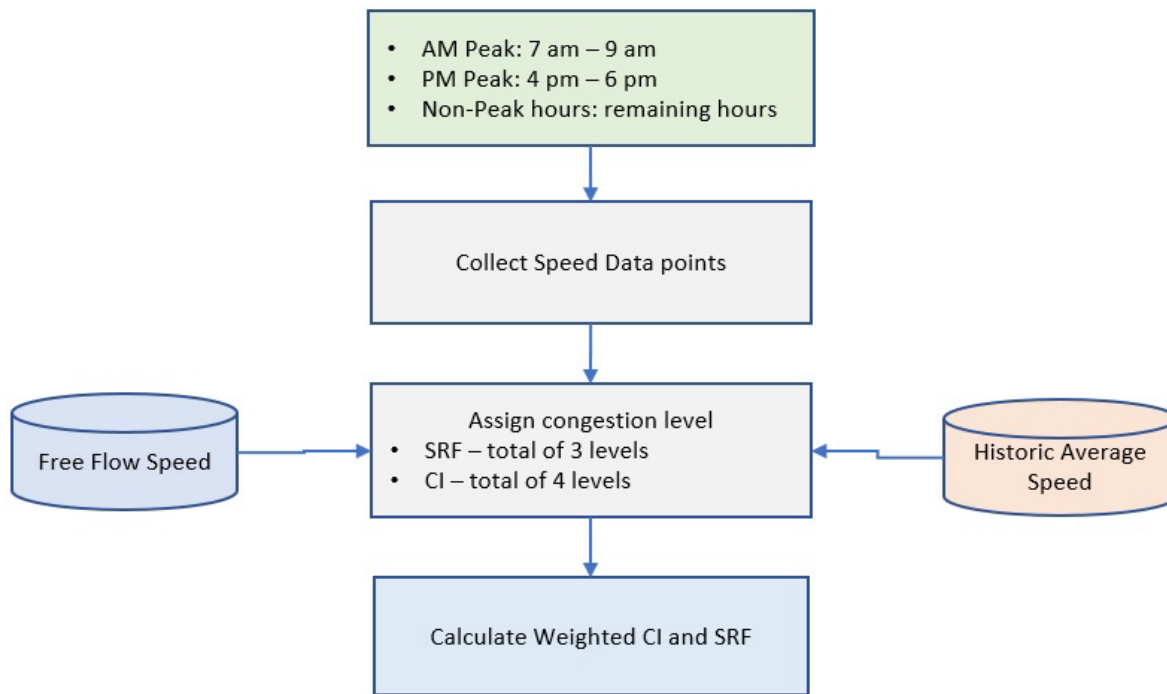 • AM Peak: 7 am – 9 am
• PM Peak: 4 pm – 6 pm
• Non-Peak hours: remaining hours
Collect Speed Data points
Free Flow Speed
Assign congestion level
• SRF – total of 3 levels
• CI – total of 4 levels
Historic Average
Speed
Calculate Weighted CI and SRF